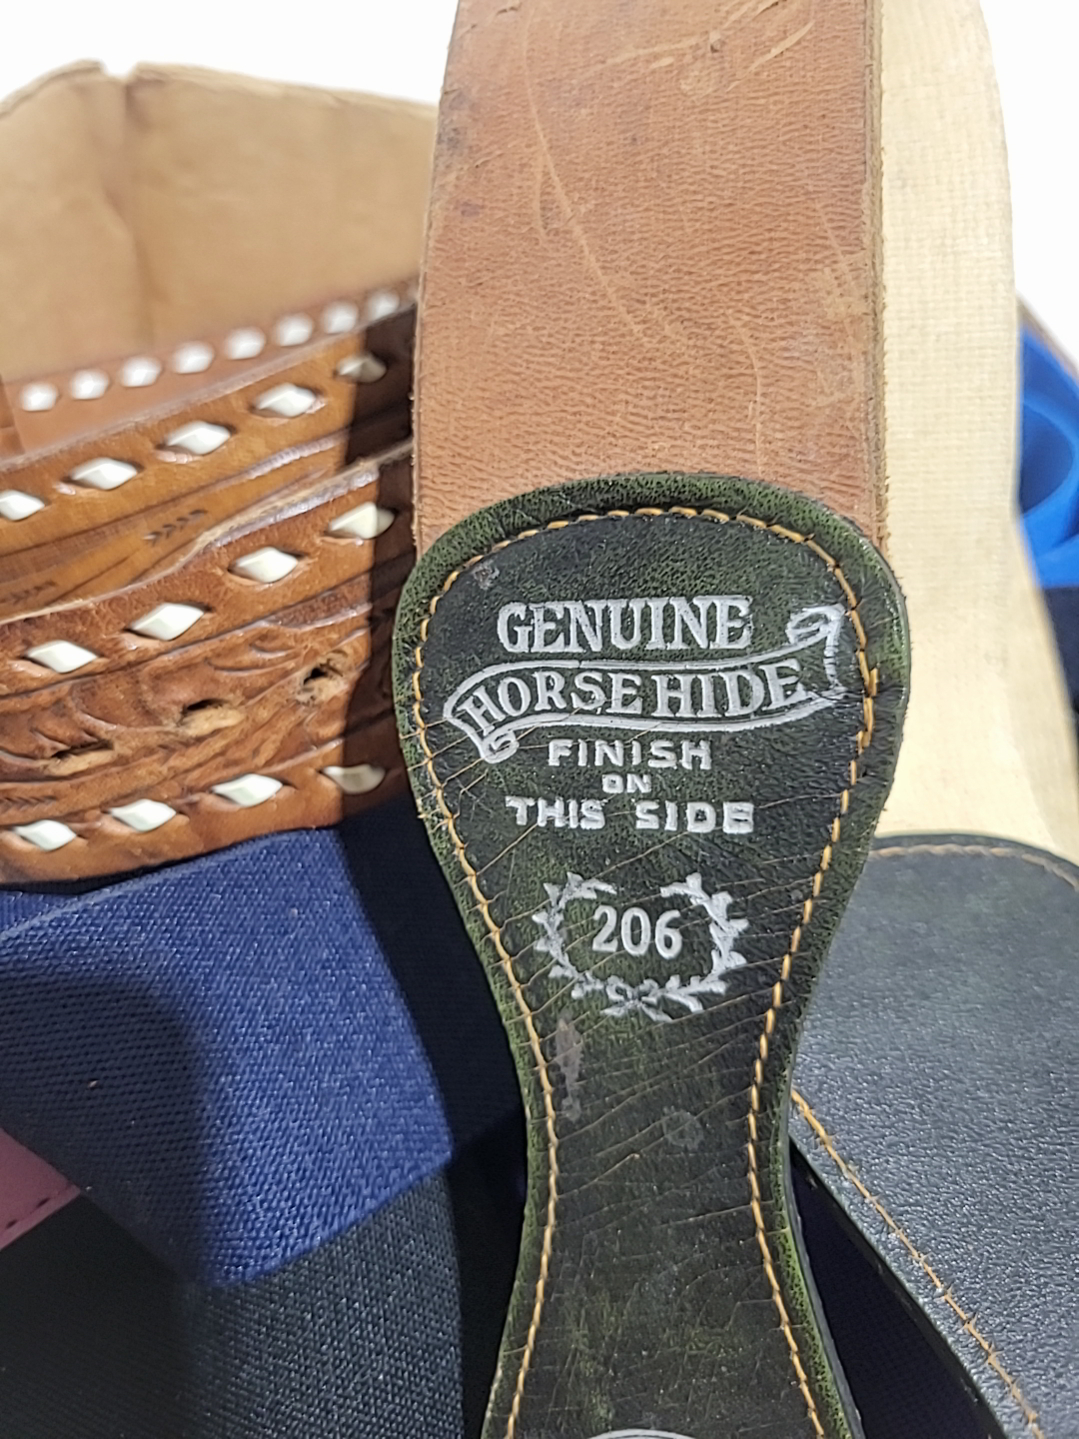 GENUINE
HORSEHIDE
FINISH
ON
THIS SIDE
206